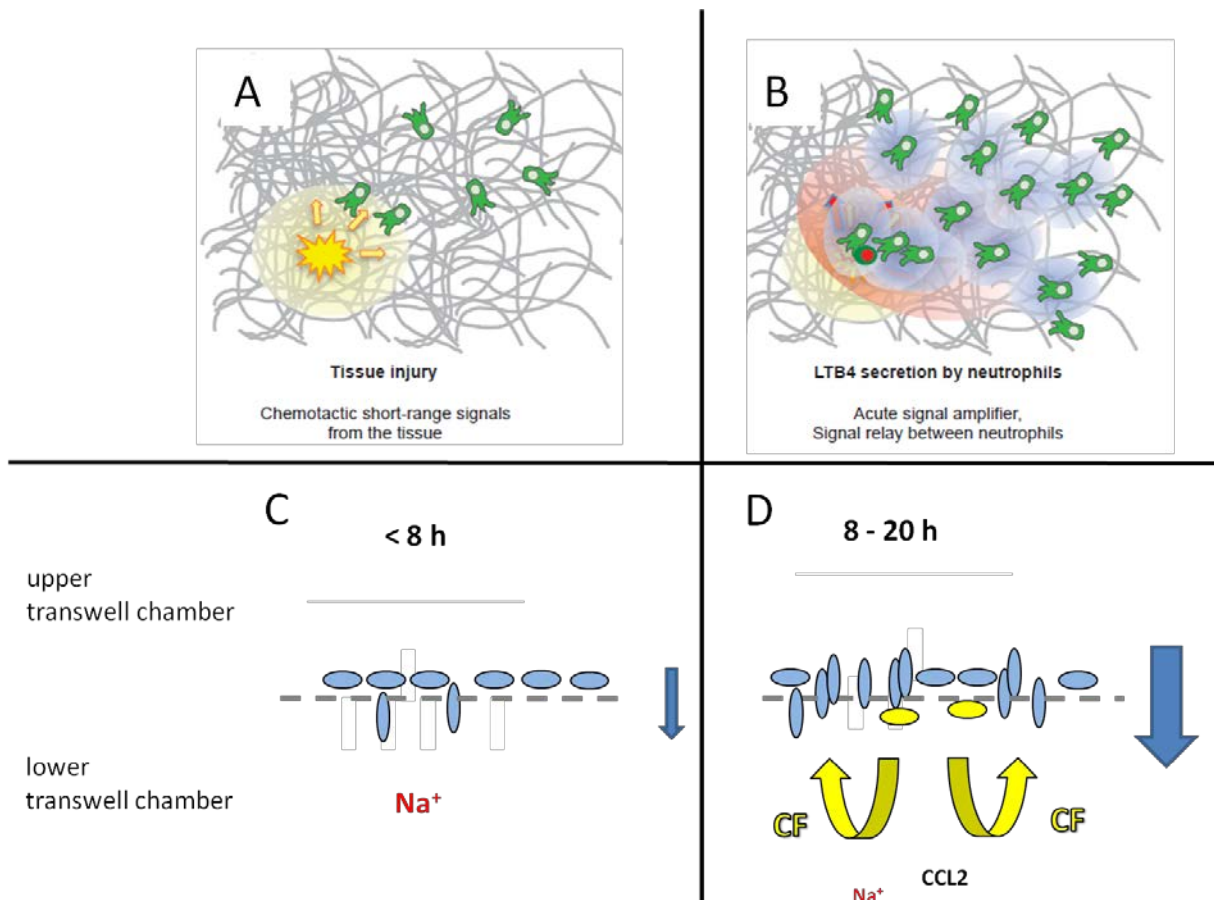 A
Tissue injury
Chemotactic short-range signals
from the tissue
B
LTB4 secretion by neutrophils
Acute signal amplifier,
Signal relay between neutrophils
C
< 8 h
upper
transwell chamber
lower
transwell chamber
Na⁺
D
8 - 20 h
CF
CF
CCL2
Na⁺